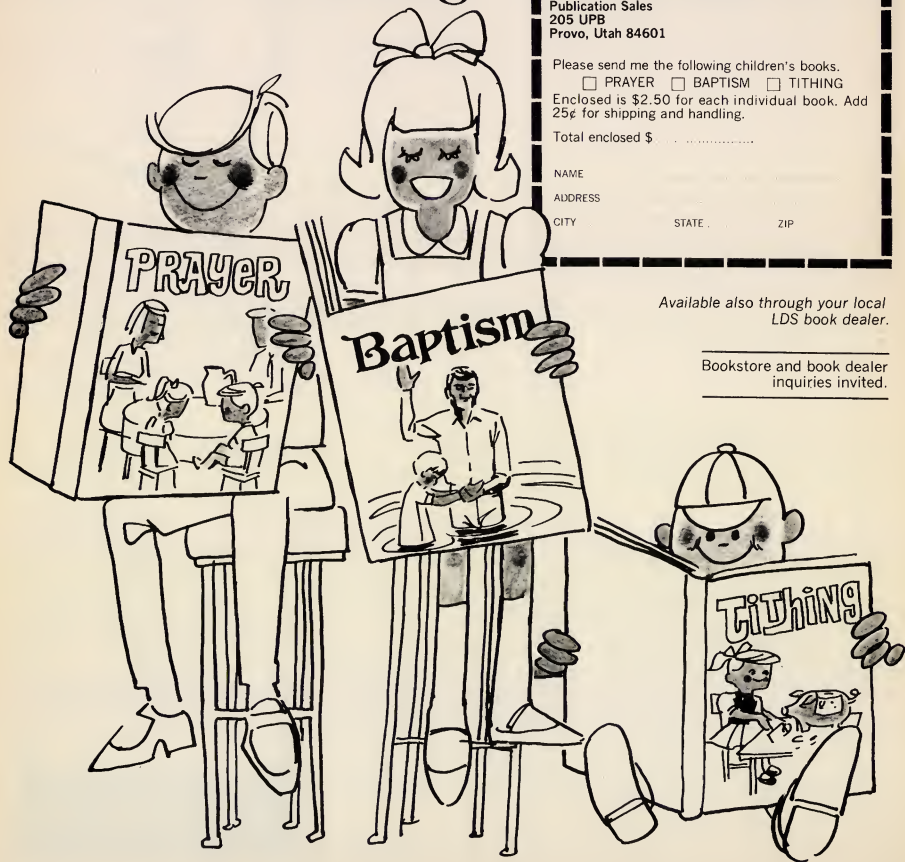 Publication Sales
205 UPB
Provo, Utah 84601
Please send me the following children's books.
☐ PRAYER ☐ BAPTISM ☐ TITHING
Enclosed is $2.50 for each individual book. Add
25¢ for shipping and handling.
Total enclosed $ ...................
NAME
ADDRESS
CITY STATE . ZIP
Available also through your local
LDS book dealer.
Bookstore and book dealer
inquiries invited.
PRAYER
Baptism
TiTHiNG